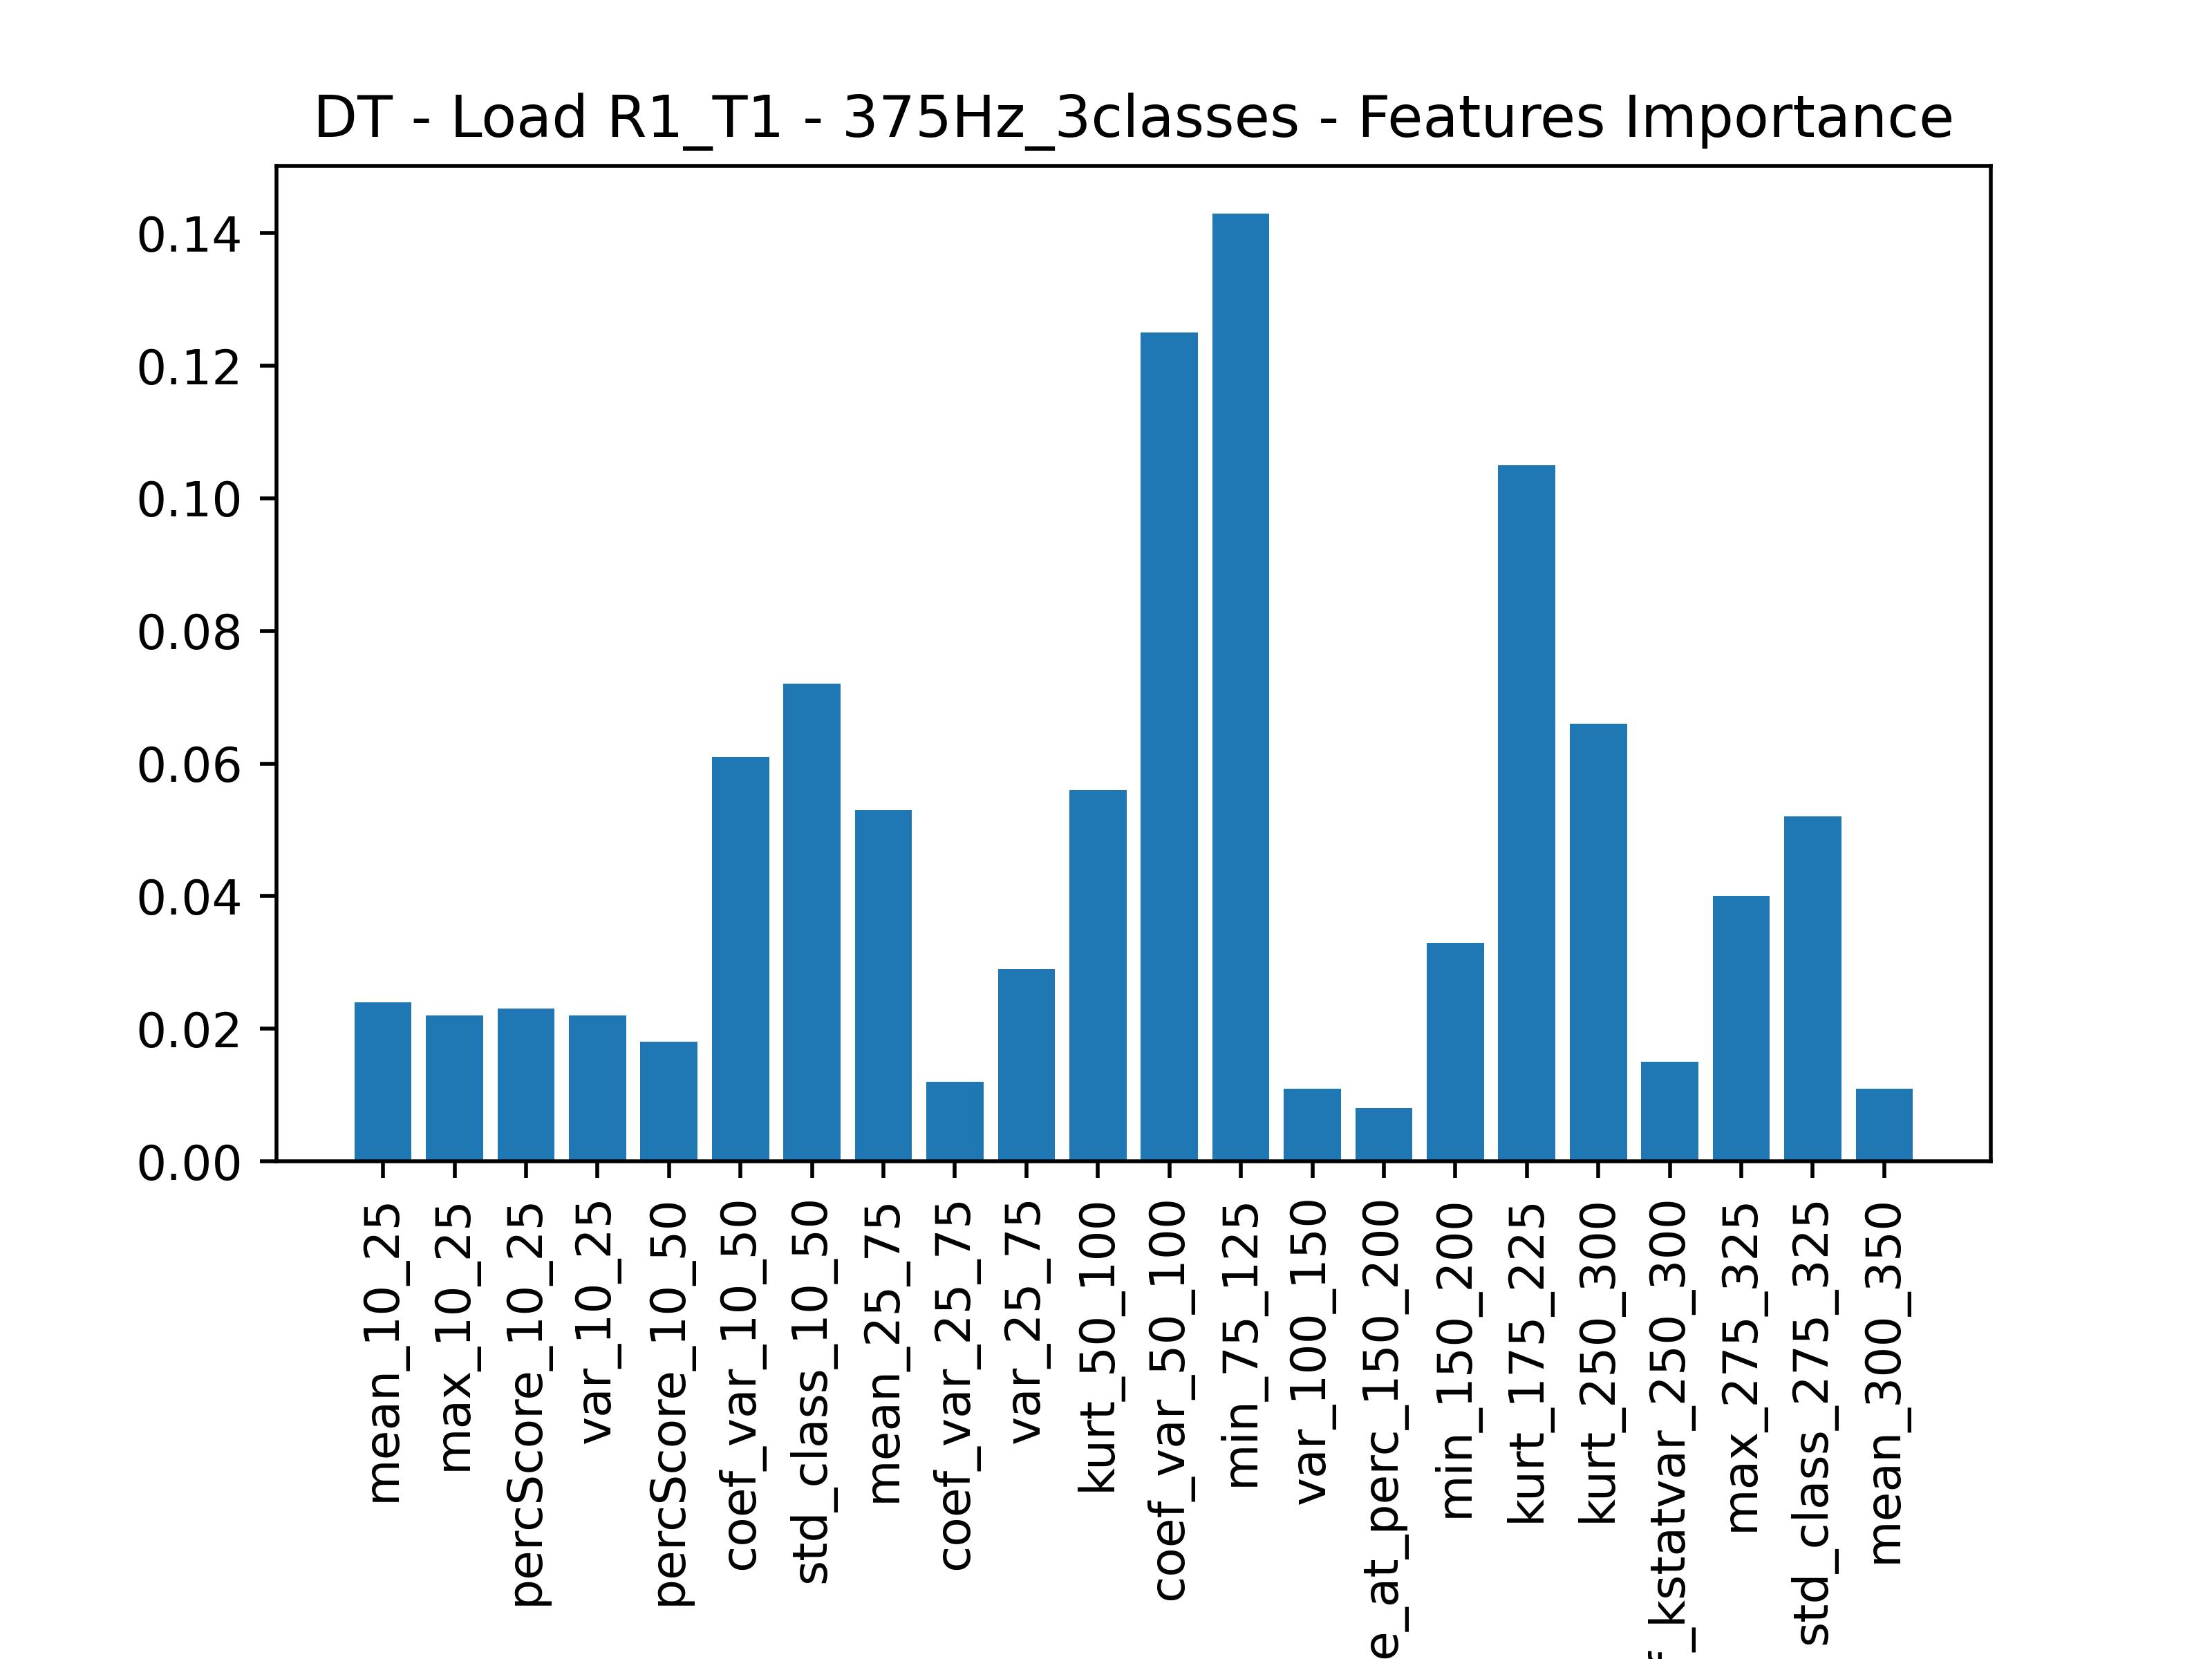 DT - Load R1_T1 - 375Hz_3classes - Features Importance
0.14
0.12
0.10
0.08
0.06
0.04
0.02
0.00
mean_10_25
max_10_25
percScore_10_25
var_10_25
percScore_10_50
coef_var_10_50
std_class_10_50
mean_25_75
coef_var_25_75
var_25_75
kurt_50_100
coef_var_50_100
min_75_125
var_100_150
e_at_perc_150_200
min_150_200
kurt_175_225
kurt_250_300
f_kstatvar_250_300
max_275_325
std_class_275_325
mean_300_350